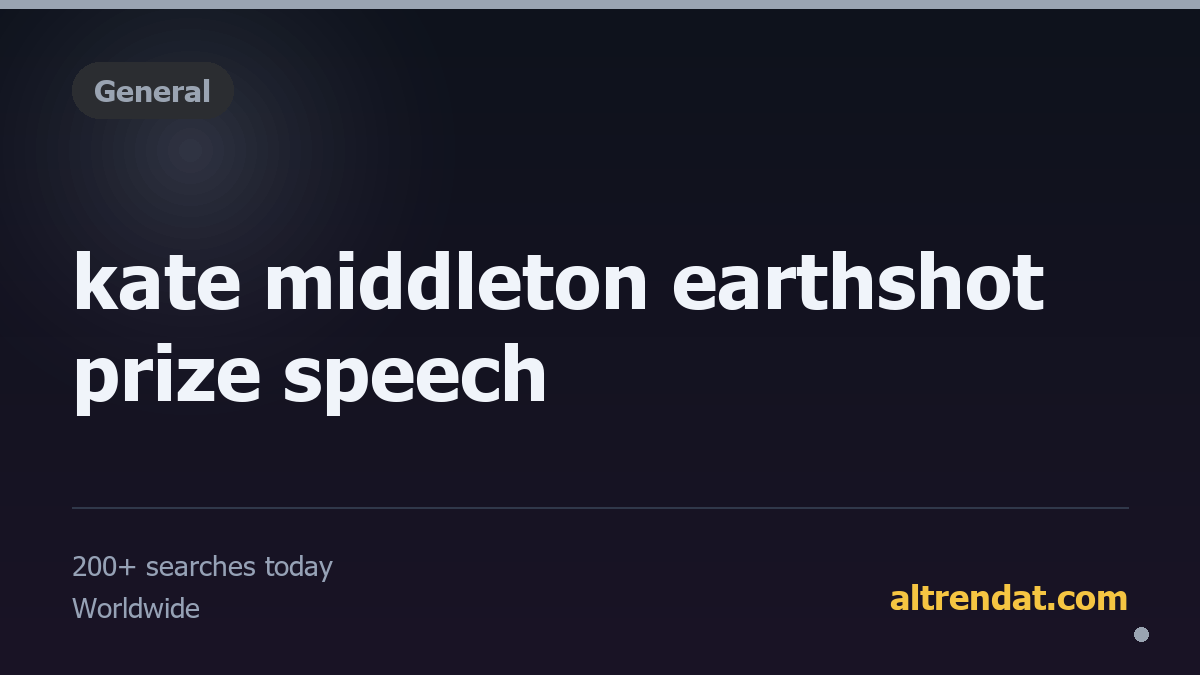 General
kate middleton earthshot
prize speech
200+ searches today
Worldwide
altrendat.com